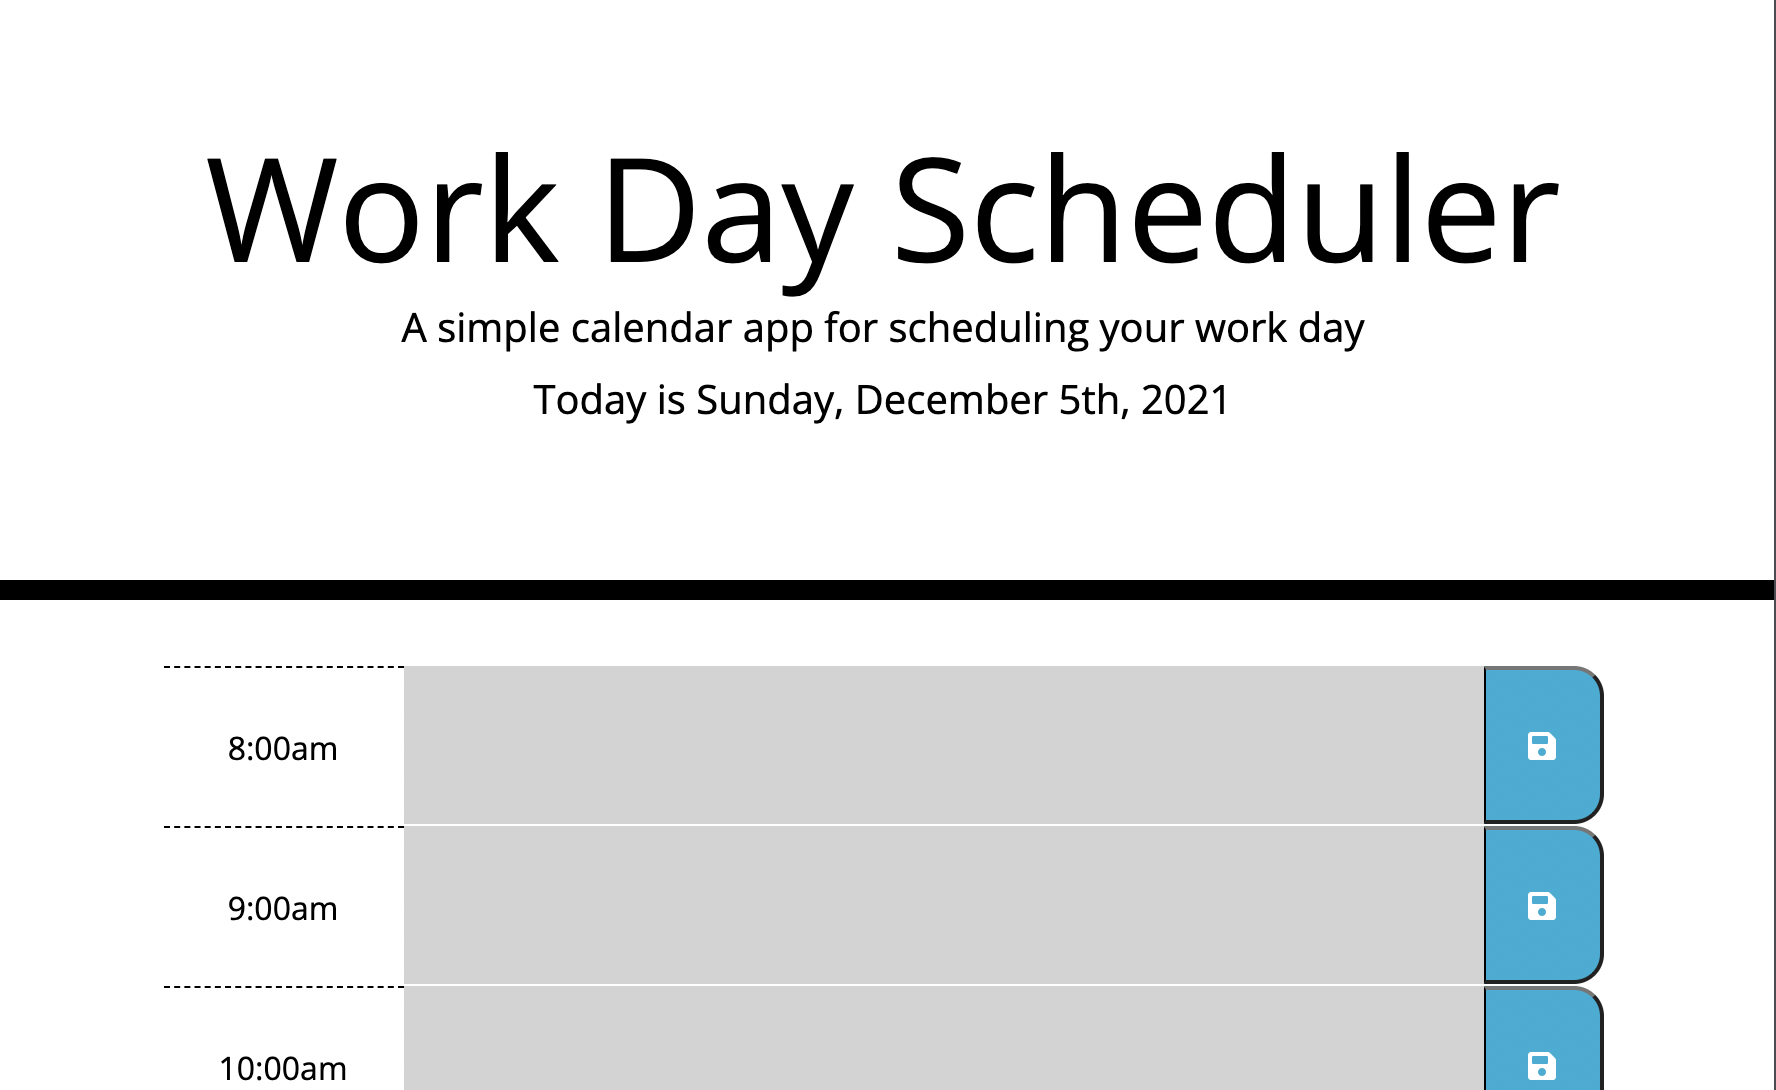 Work Day Scheduler
A simple calendar app for scheduling your work day
Today is Sunday, December 5th, 2021
8:00am
9:00am
10:00am